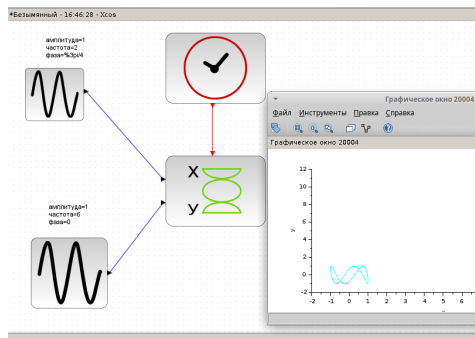 *Безымянный - 16:46:28 - Xcos
амплитуда=1
частота=2
фаза=%3pi/4
X
У
амплитуда=1
частота=6
фаза=0
Графическое окно 20004
Файл Инструменты Правка Справка
Графическое окно 20004
12
10
8
6
4
2
0
-2
y
-2 -1 0 1 2 3 4 5 6